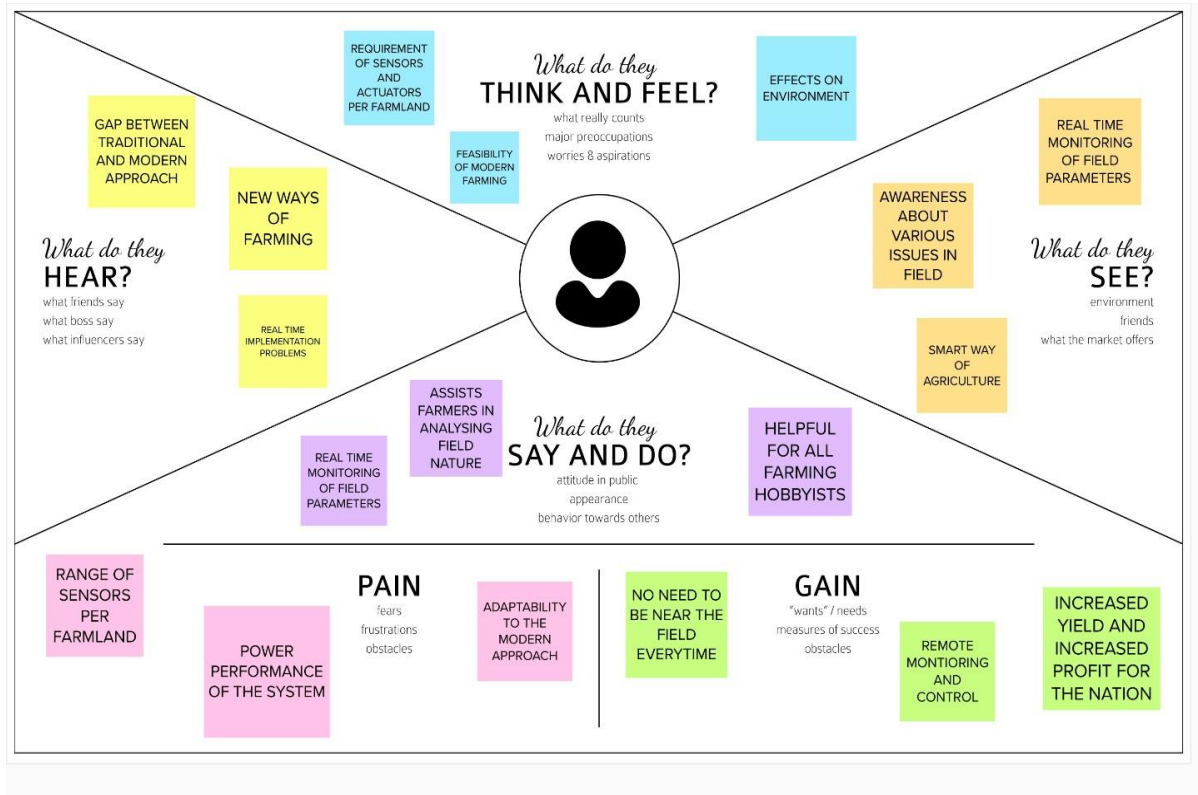 What do they
THINK AND FEEL?
what really counts
major preoccupations
worries & aspirations
REQUIREMENT
OF SENSORS
AND
ACTUATORS
PER FARMLAND
FEASIBILITY
OF MODERN
FARMING
EFFECTS ON
ENVIRONMENT
What do they
HEAR?
what friends say
what boss say
what influencers say
GAP BETWEEN
TRADITIONAL
AND MODERN
APPROACH
NEW WAYS
OF
FARMING
REAL TIME
IMPLEMENTATION
PROBLEMS
What do they
SEE?
environment
friends
what the market offers
REAL TIME
MONITORING
OF FIELD
PARAMETERS
AWARENESS
ABOUT
VARIOUS
ISSUES IN
FIELD
SMART WAY
OF
AGRICULTURE
What do they
SAY AND DO?
attitude in public
appearance
behavior towards others
ASSISTS
FARMERS IN
ANALYSING
FIELD
NATURE
REAL TIME
MONITORING
OF FIELD
PARAMETERS
HELPFUL
FOR ALL
FARMING
HOBBYISTS
PAIN
fears
frustrations
obstacles
RANGE OF
SENSORS
PER
FARMLAND
POWER
PERFORMANCE
OF THE SYSTEM
ADAPTABILITY
TO THE
MODERN
APPROACH
GAIN
"wants" / needs
measures of success
obstacles
NO NEED TO
BE NEAR THE
FIELD
EVERYTIME
REMOTE
MONTIORING
AND
CONTROL
INCREASED
YIELD AND
INCREASED
PROFIT FOR
THE NATION